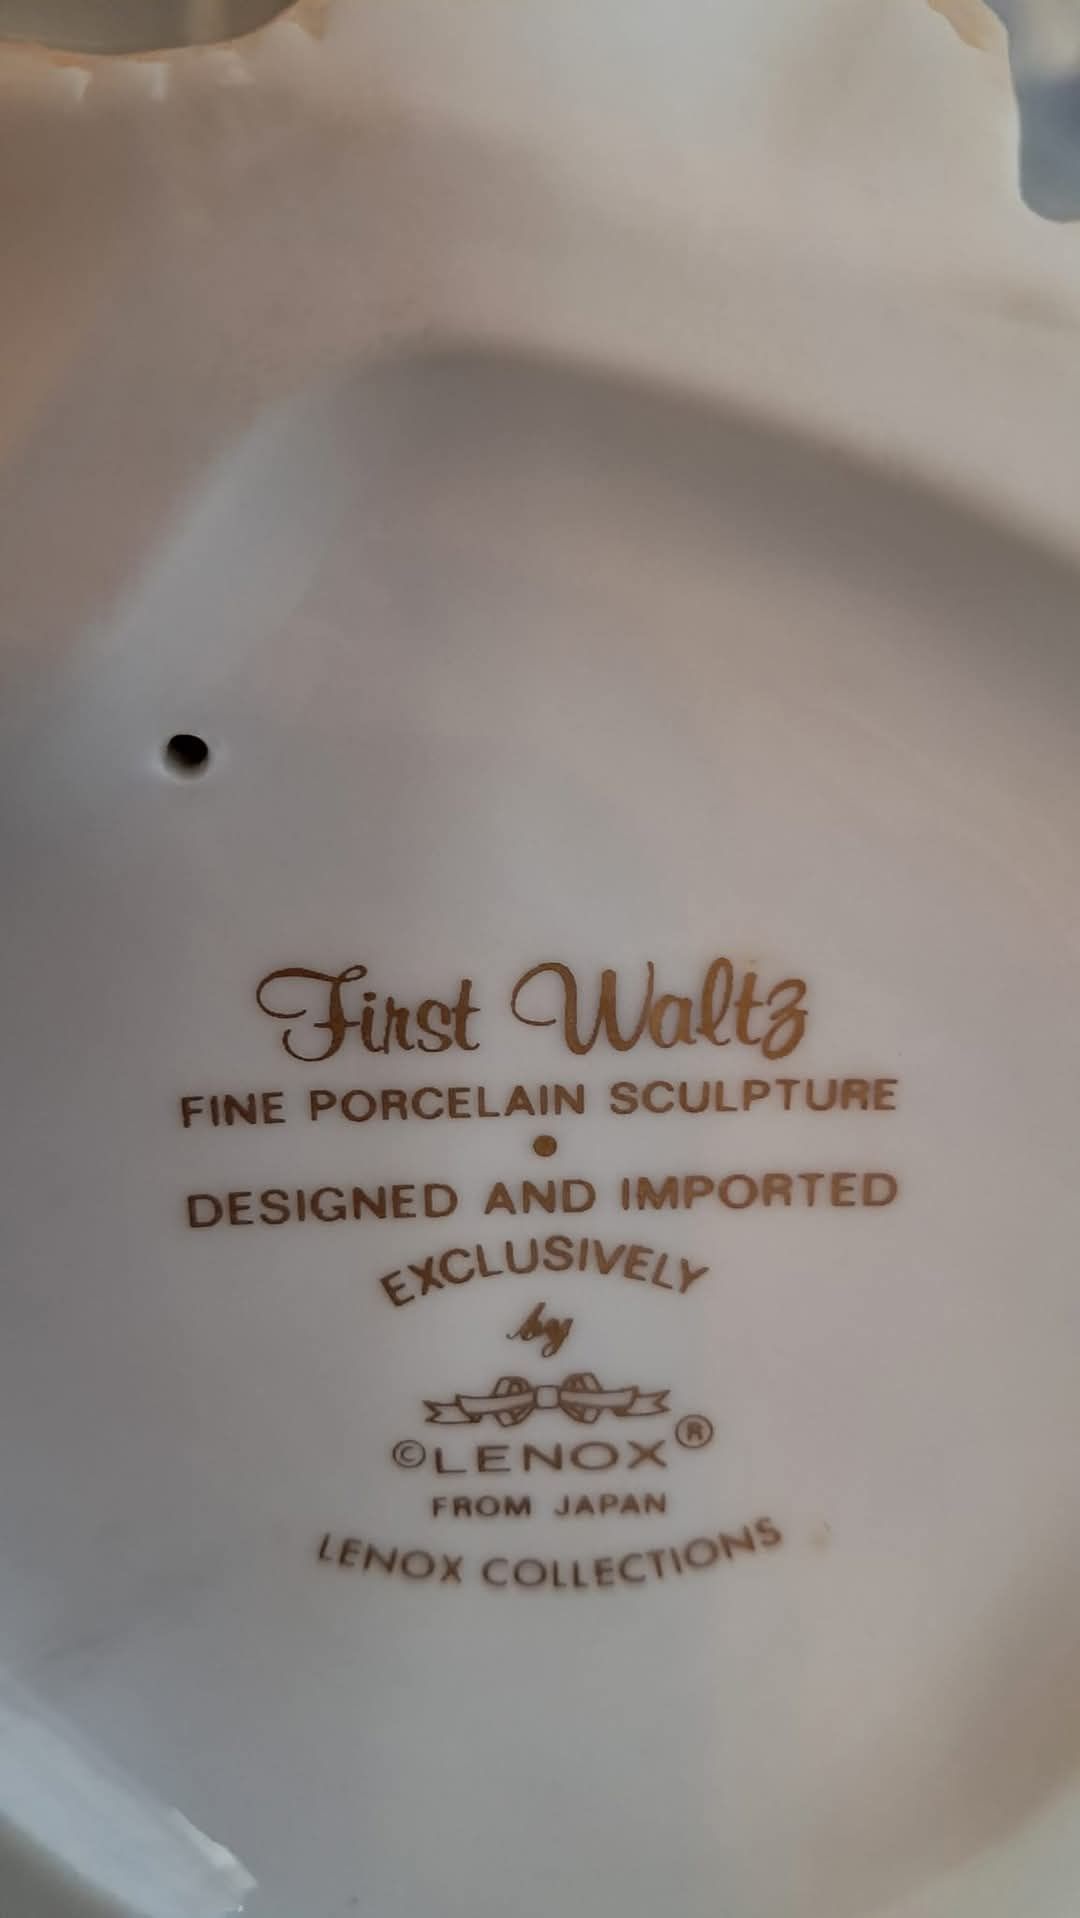 First Waltz
FINE PORCELAIN SCULPTURE
•
DESIGNED AND IMPORTED
EXCLUSIVELY
by
©LENOX®
FROM JAPAN
LENOX COLLECTIONS